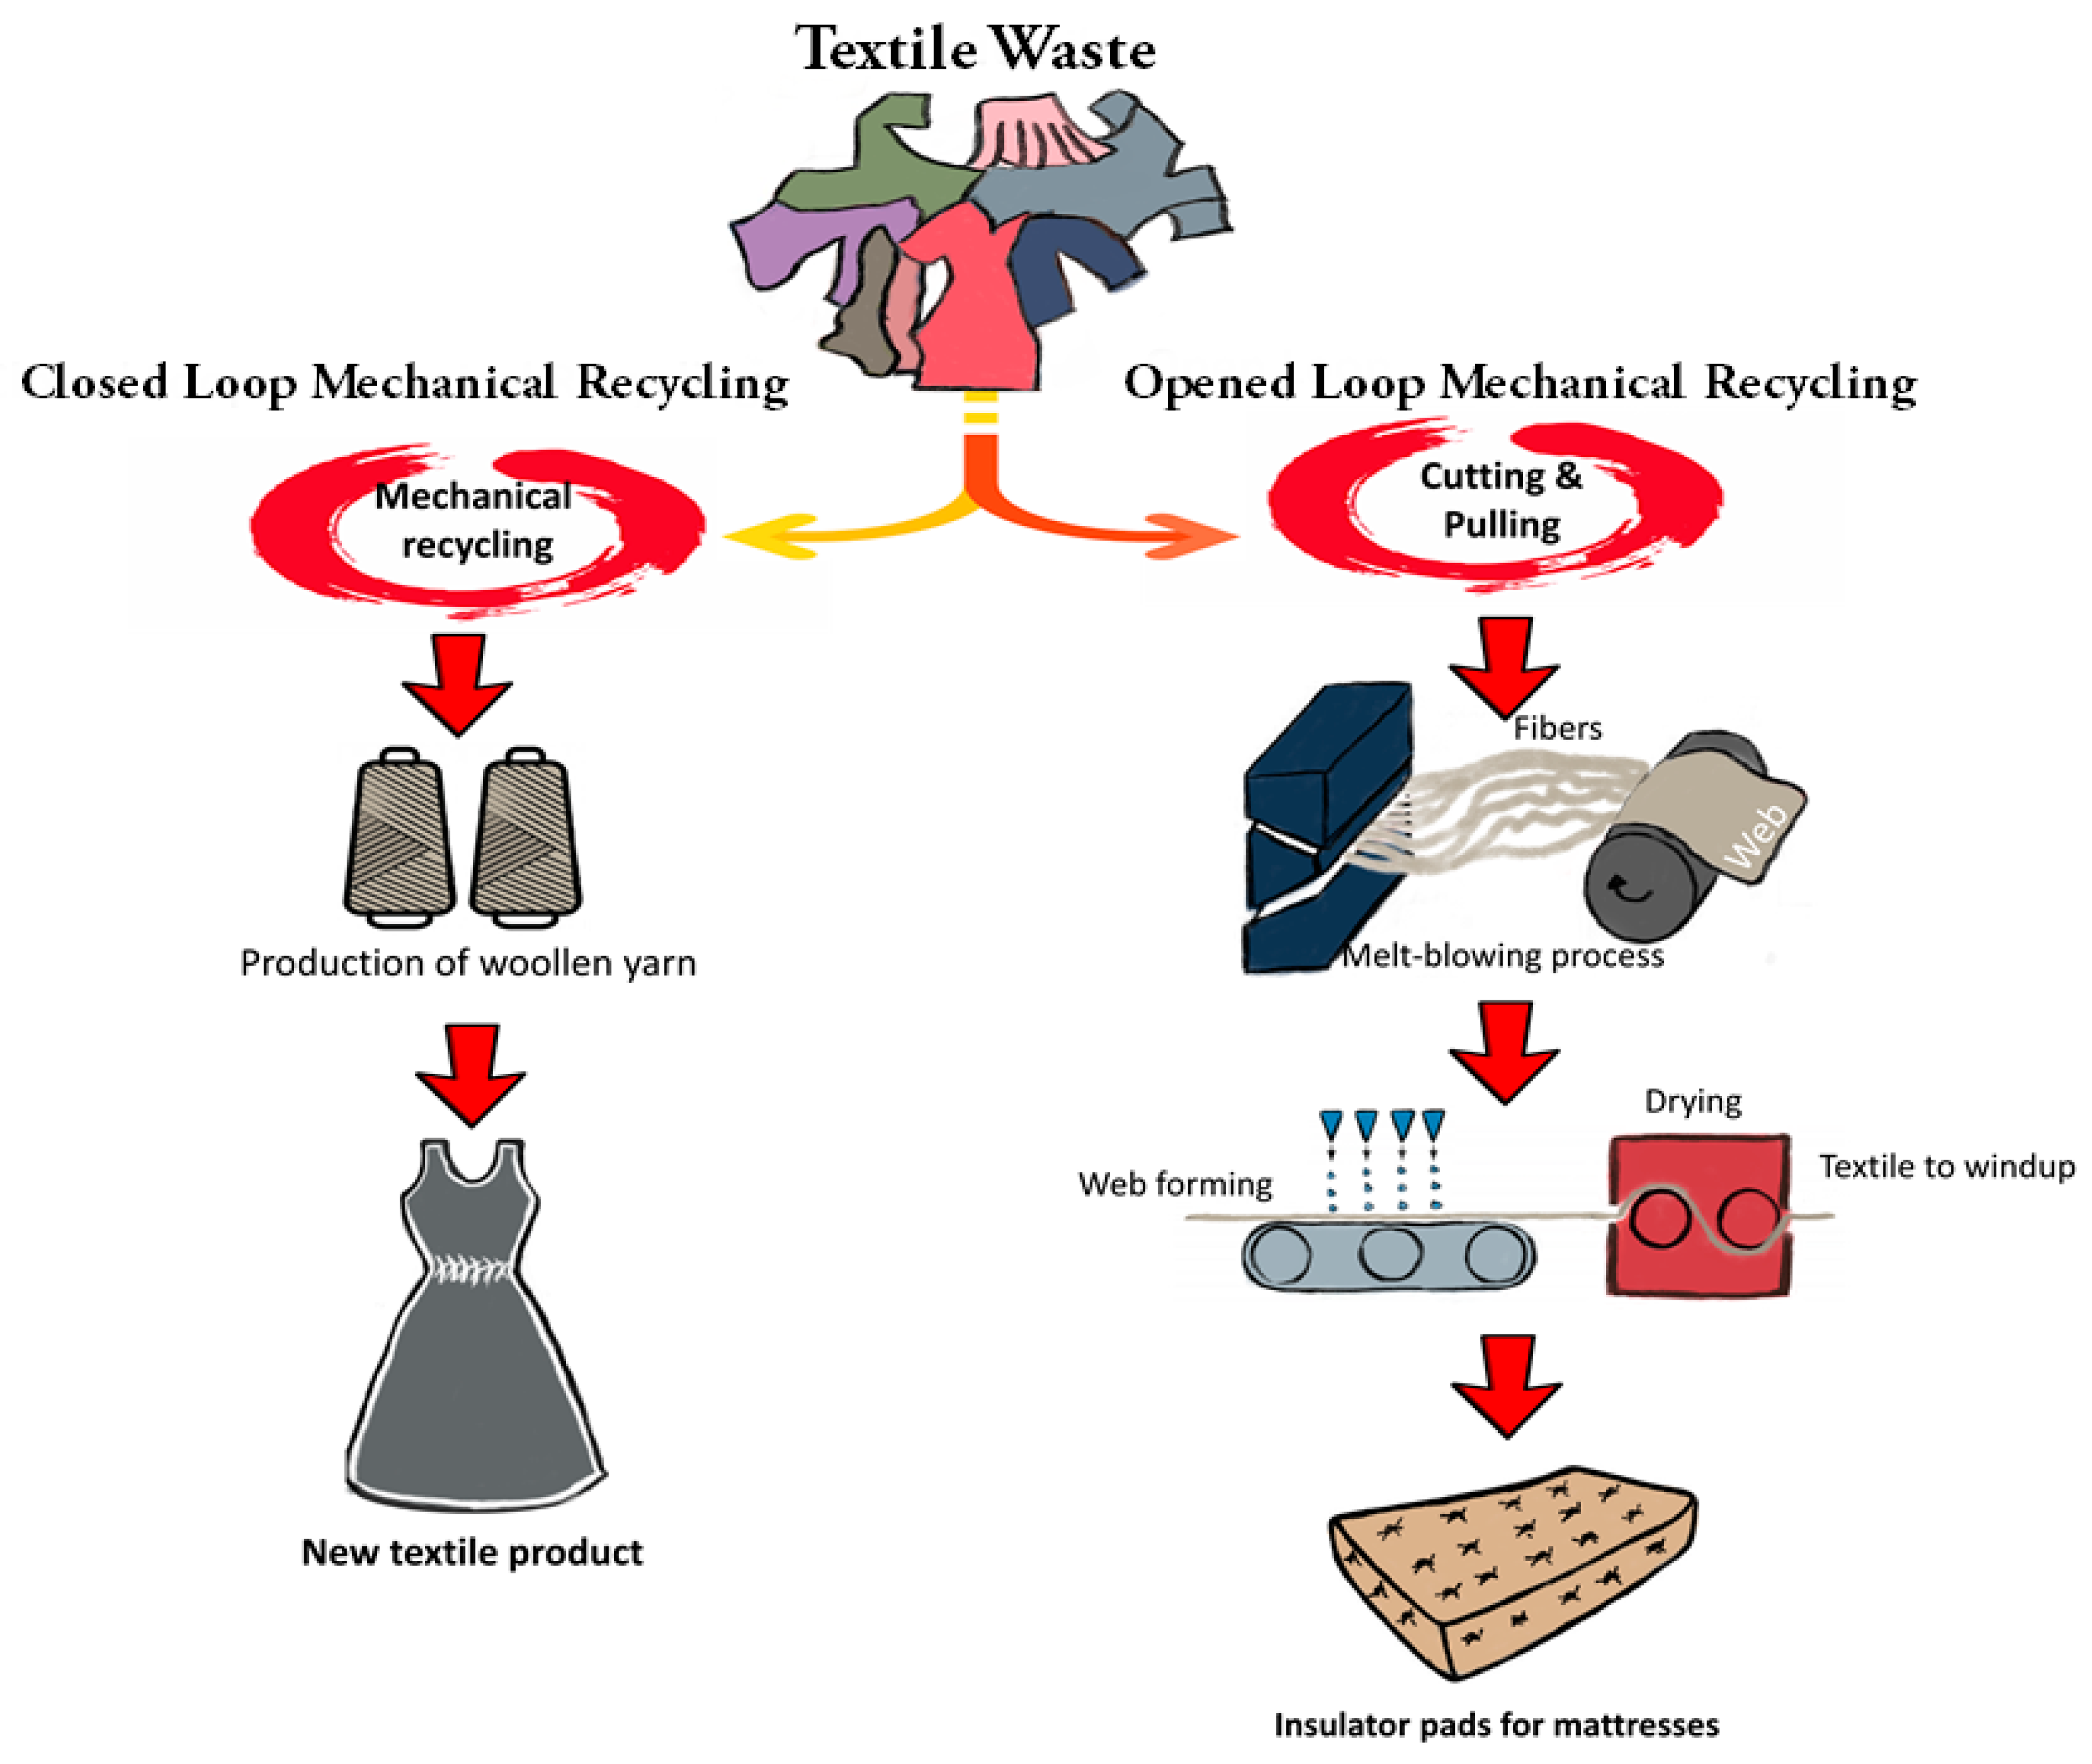 Textile Waste
Closed Loop Mechanical Recycling
Opened Loop Mechanical Recycling
Mechanical
recycling
Cutting &
Pulling
Fibers
Web
Melt-blowing process
Production of woollen yarn
Drying
Textile to windup
Web forming
New textile product
Insulator pads for mattresses